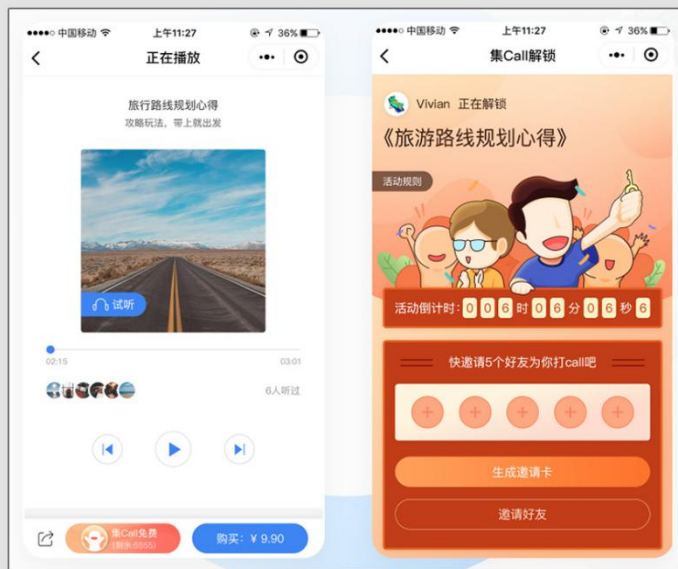 中国移动
上午11:27
36%
正在播放
旅行路线规划心得
攻略玩法，带上就出发
试听
02:15
03:01
6人听过
集Call免费
(剩余:5555)
购买：¥ 9.90
中国移动
上午11:27
36%
集Call解锁
Vivian 正在解锁
《旅游路线规划心得》
活动规则
活动倒计时：0 0 6 时 0 6 分 0 6 秒 6
快邀请5个好友为你打call吧
生成邀请卡
邀请好友